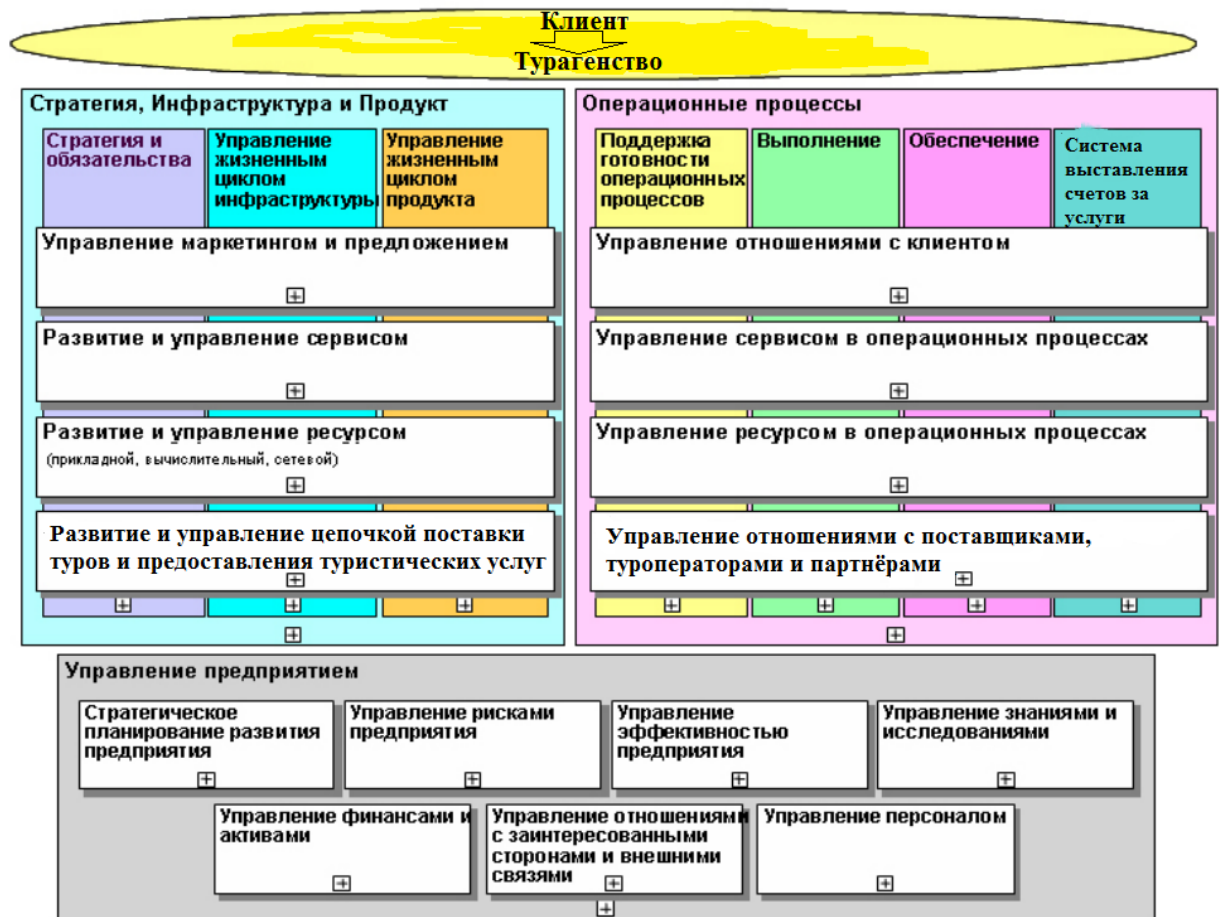 Клиент
Турагенство
Стратегия, Инфраструктура и Продукт
Стратегия и
обязательства
Управление
жизненным
циклом
инфраструктуры
Управление
жизненным
циклом
продукта
Управление маркетингом и предложением
Развитие и управление сервисом
Развитие и управление ресурсом
(прикладной, вычислительный, сетевой)
Развитие и управление цепочкой поставки
туров и предоставления туристических услуг
Операционные процессы
Поддержка
готовности
операционных
процессов
Выполнение
Обеспечение
Система
выставления
счетов за
услуги
Управление отношениями с клиентом
Управление сервисом в операционных процессах
Управление ресурсом в операционных процессах
Управление отношениями с поставщиками,
туроператорами и партнёрами
Управление предприятием
Стратегическое
планирование развития
предприятия
Управление рисками
предприятия
Управление
эффективностью
предприятия
Управление знаниями и
исследованиями
Управление финансами и
активами
Управление отношениями
с заинтересованными
сторонами и внешними
связями
Управление персоналом